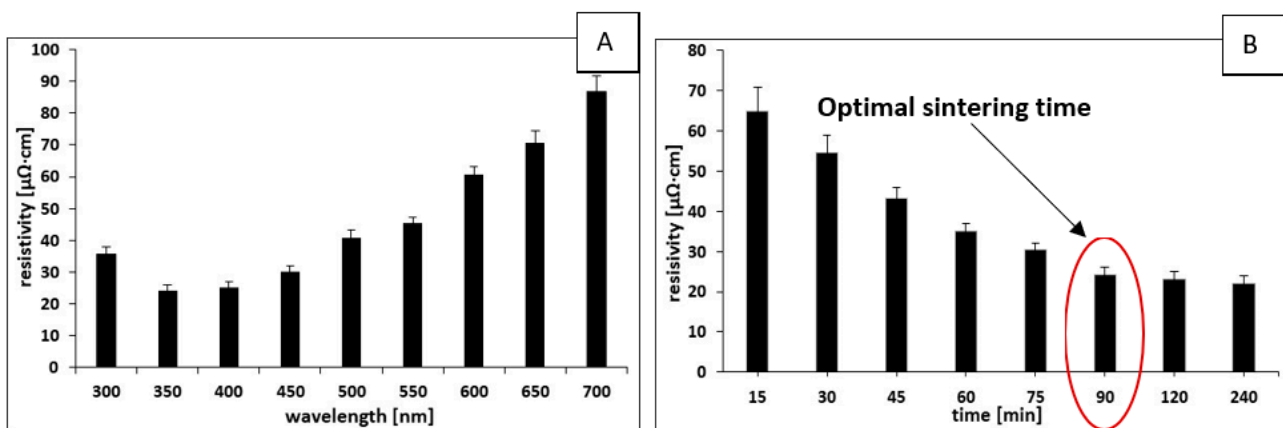 A
resistivity [µΩ·cm]
100
90
80
70
60
50
40
30
20
10
0
300 350 400 450 500 550 600 650 700
wavelength [nm]
B
Optimal sintering time
resisivity [µΩ·cm]
80
70
60
50
40
30
20
10
0
15 30 45 60 75 90 120 240
time [min]